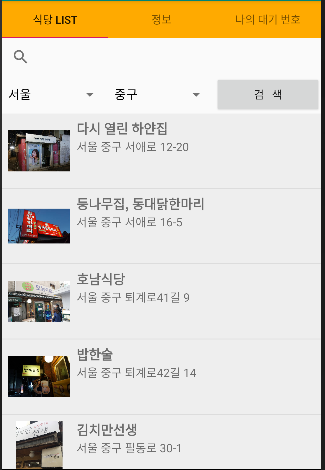 식당 LIST
정보
나의 대기 번호
서울
중구
검 색
다시 열린 하얀집
서울 중구 서애로 12-20
동나무집, 동대닭한마리
서울 중구 서애로 16-5
호남식당
서울 중구 퇴계로41길 9
밥한술
서울 중구 퇴계로42길 14
김치만선생
서울 중구 필동로 30-1